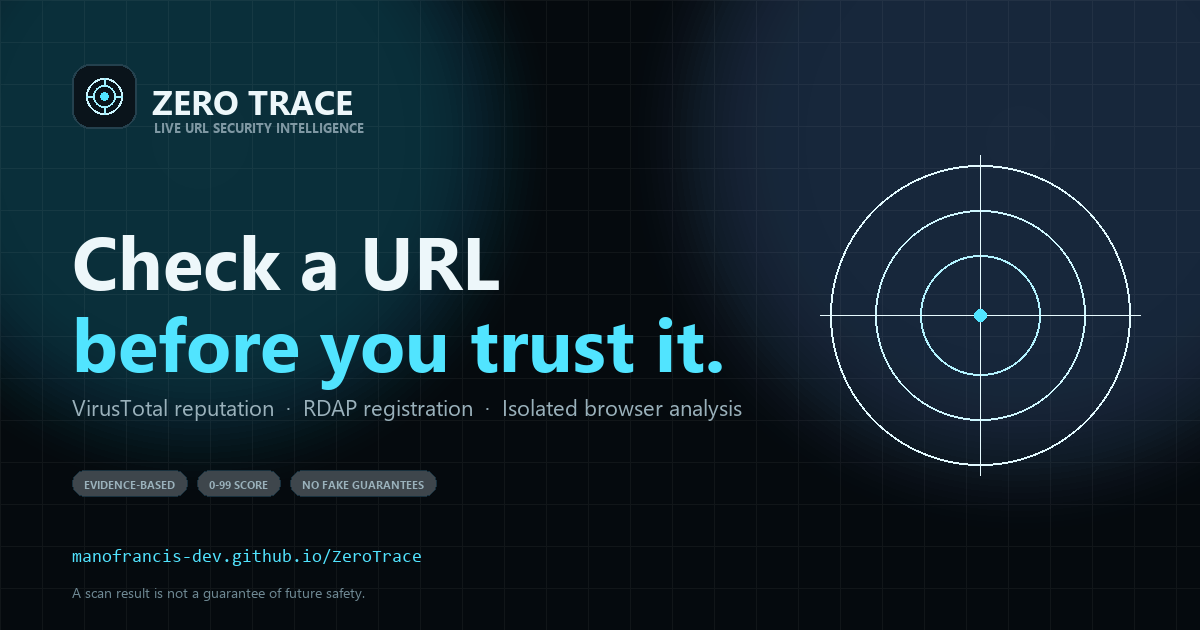 ZERO TRACE
LIVE URL SECURITY INTELLIGENCE
Check a URL
before you trust it.
VirusTotal reputation · RDAP registration · Isolated browser analysis
EVIDENCE-BASED 0-99 SCORE NO FAKE GUARANTEES
manofrancis-dev.github.io/ZeroTrace
A scan result is not a guarantee of future safety.